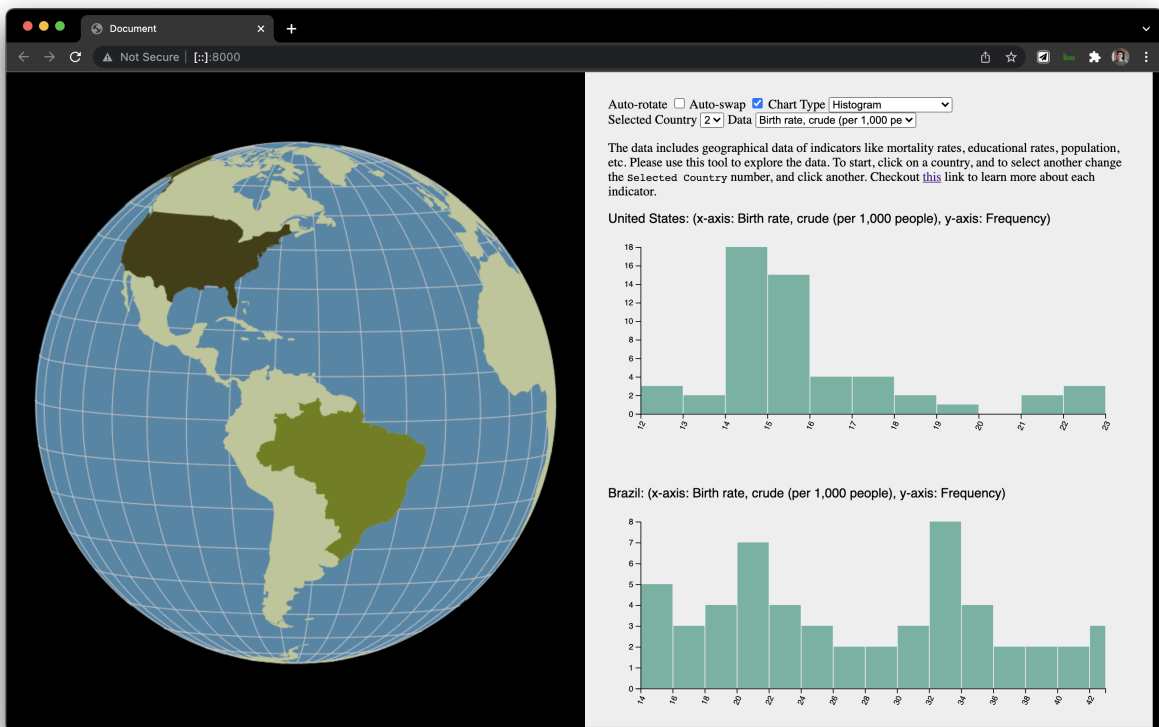 Document
Not Secure | [::]:8000
bw
Auto-rotate Auto-swap Chart Type Histogram
Selected Country 2 Data Birth rate, crude (per 1,000 pe
The data includes geographical data of indicators like mortality rates, educational rates, population,
etc. Please use this tool to explore the data. To start, click on a country, and to select another change
the Selected Country number, and click another. Checkout this link to learn more about each
indicator.
United States: (x-axis: Birth rate, crude (per 1,000 people), y-axis: Frequency)
18
16
14
12
10
8
6
4
2
0
12 13 14 15 16 17 18 19 20 21 22 23
Brazil: (x-axis: Birth rate, crude (per 1,000 people), y-axis: Frequency)
8
7
6
5
4
3
2
1
0
14 16 18 20 22 24 26 28 30 32 34 36 38 40 42